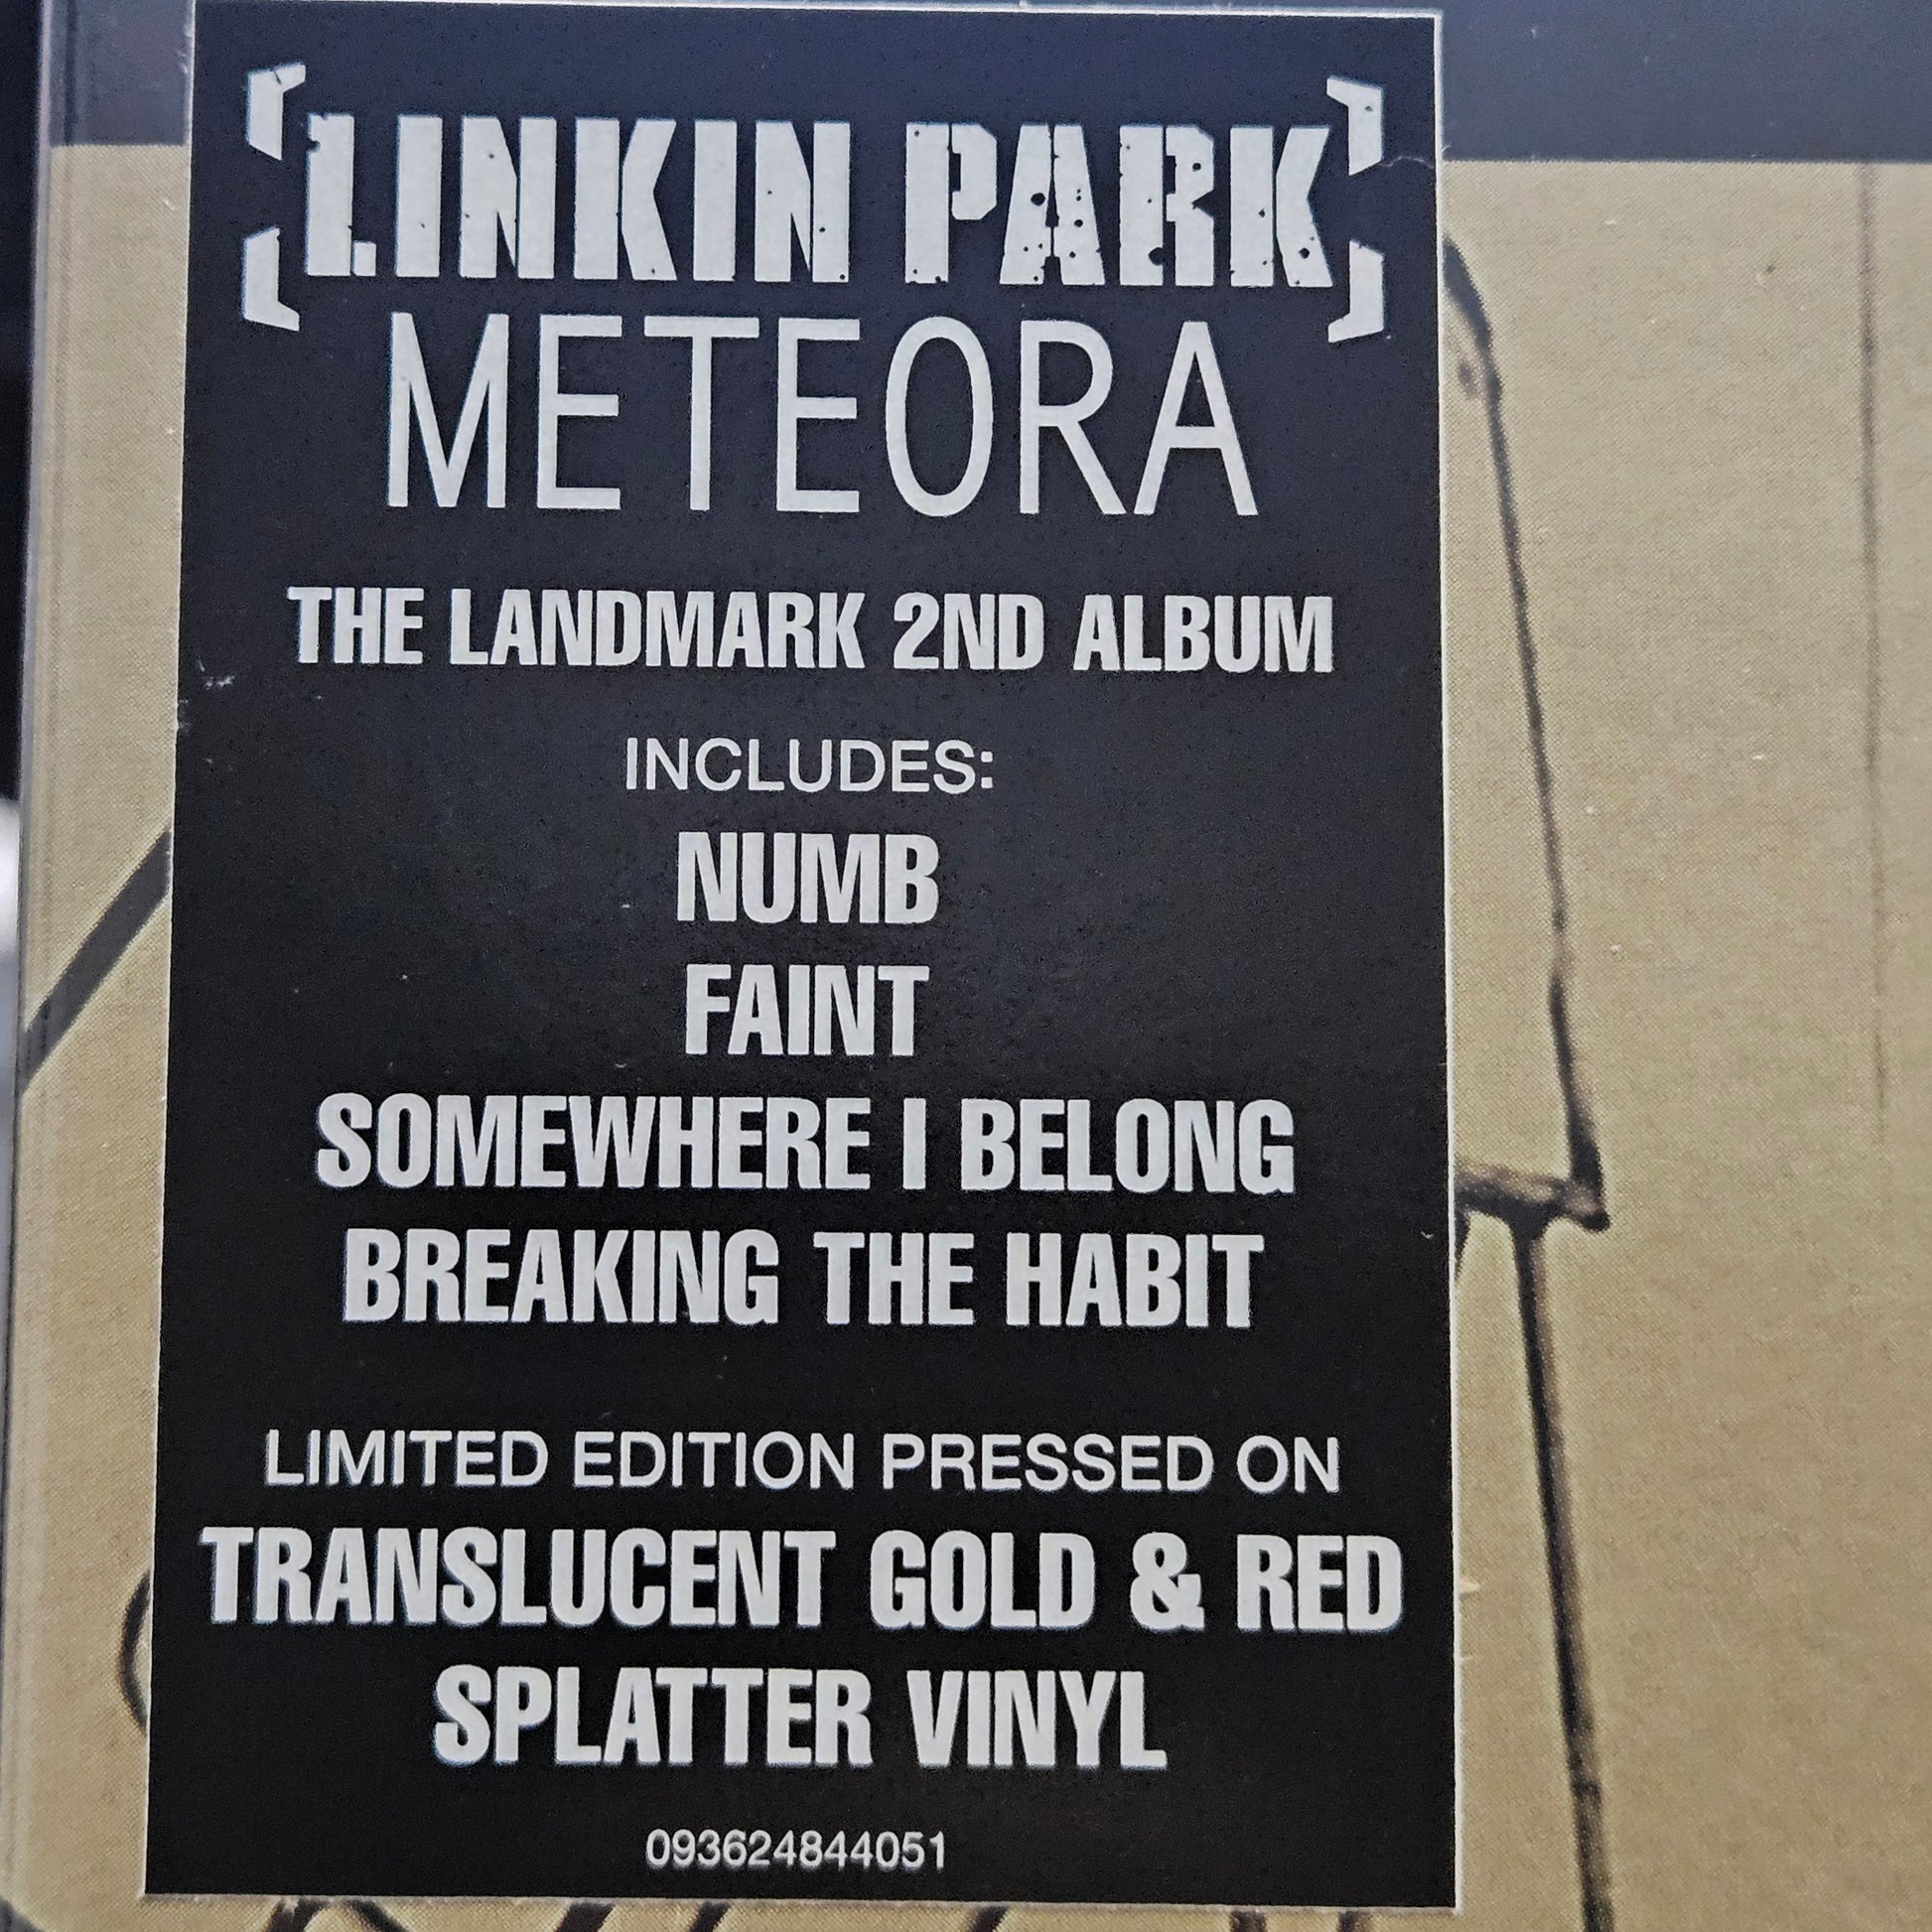 LINKIN PARK
METEORA
THE LANDMARK 2ND ALBUM
INCLUDES:
NUMB
FAINT
SOMEWHERE I BELONG
BREAKING THE HABIT
LIMITED EDITION PRESSED ON
TRANSLUCENT GOLD & RED
SPLATTER VINYL
093624844051